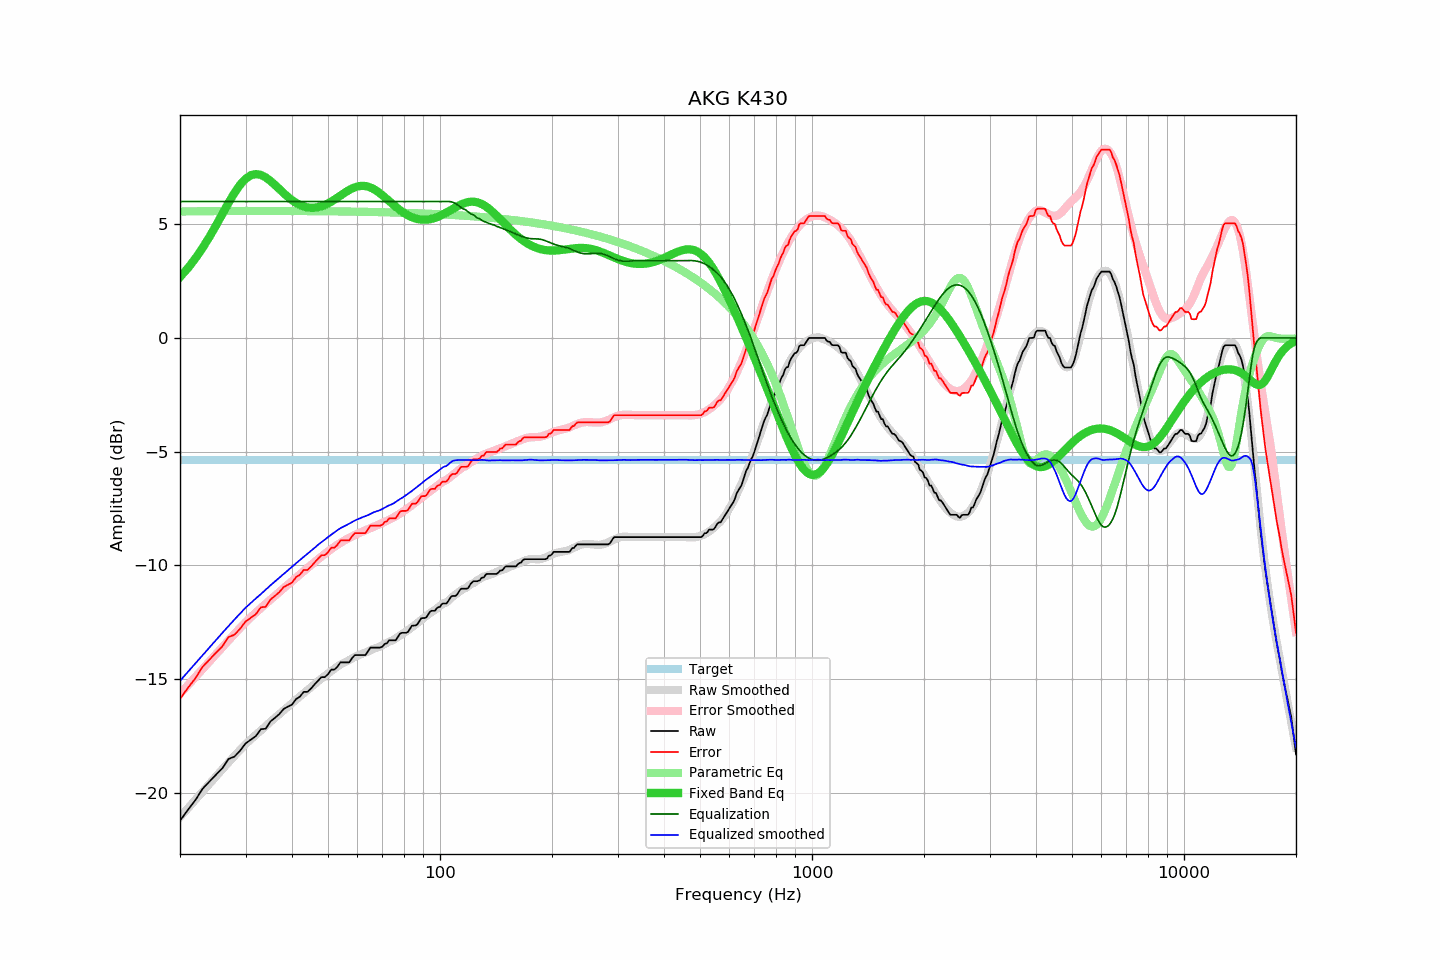 AKG K430
Amplitude (dBr)
5
0
−5
−10
−15
−20
Target
Raw Smoothed
Error Smoothed
Raw
Error
Parametric Eq
Fixed Band Eq
Equalization
Equalized smoothed
100 1000 10000
Frequency (Hz)